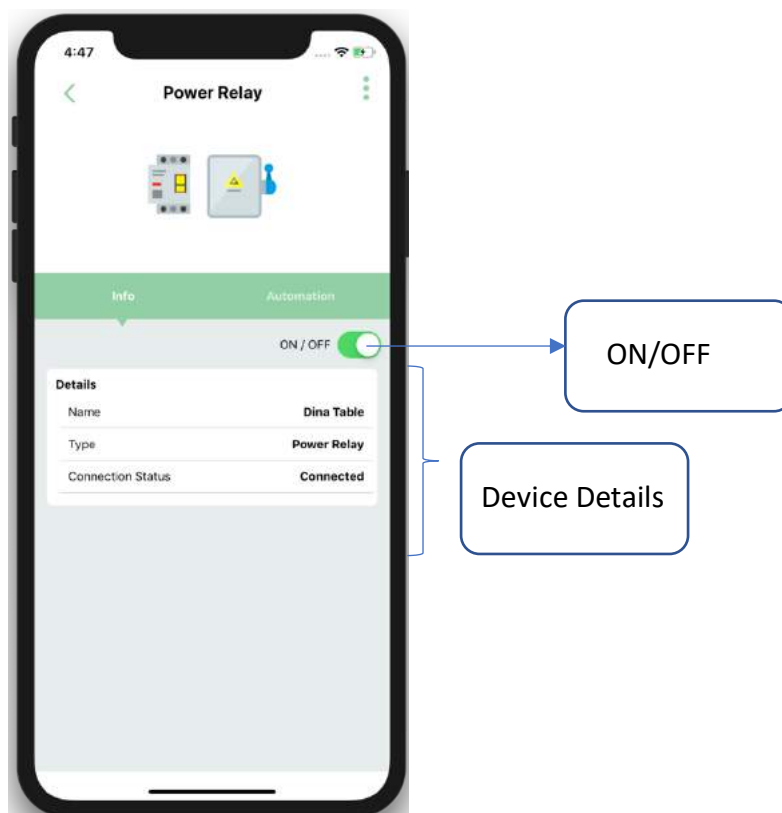 4:47
Power Relay
Info Automation
ON / OFF
ON/OFF
Details
Name Dina Table
Type Power Relay
Connection Status Connected
Device Details